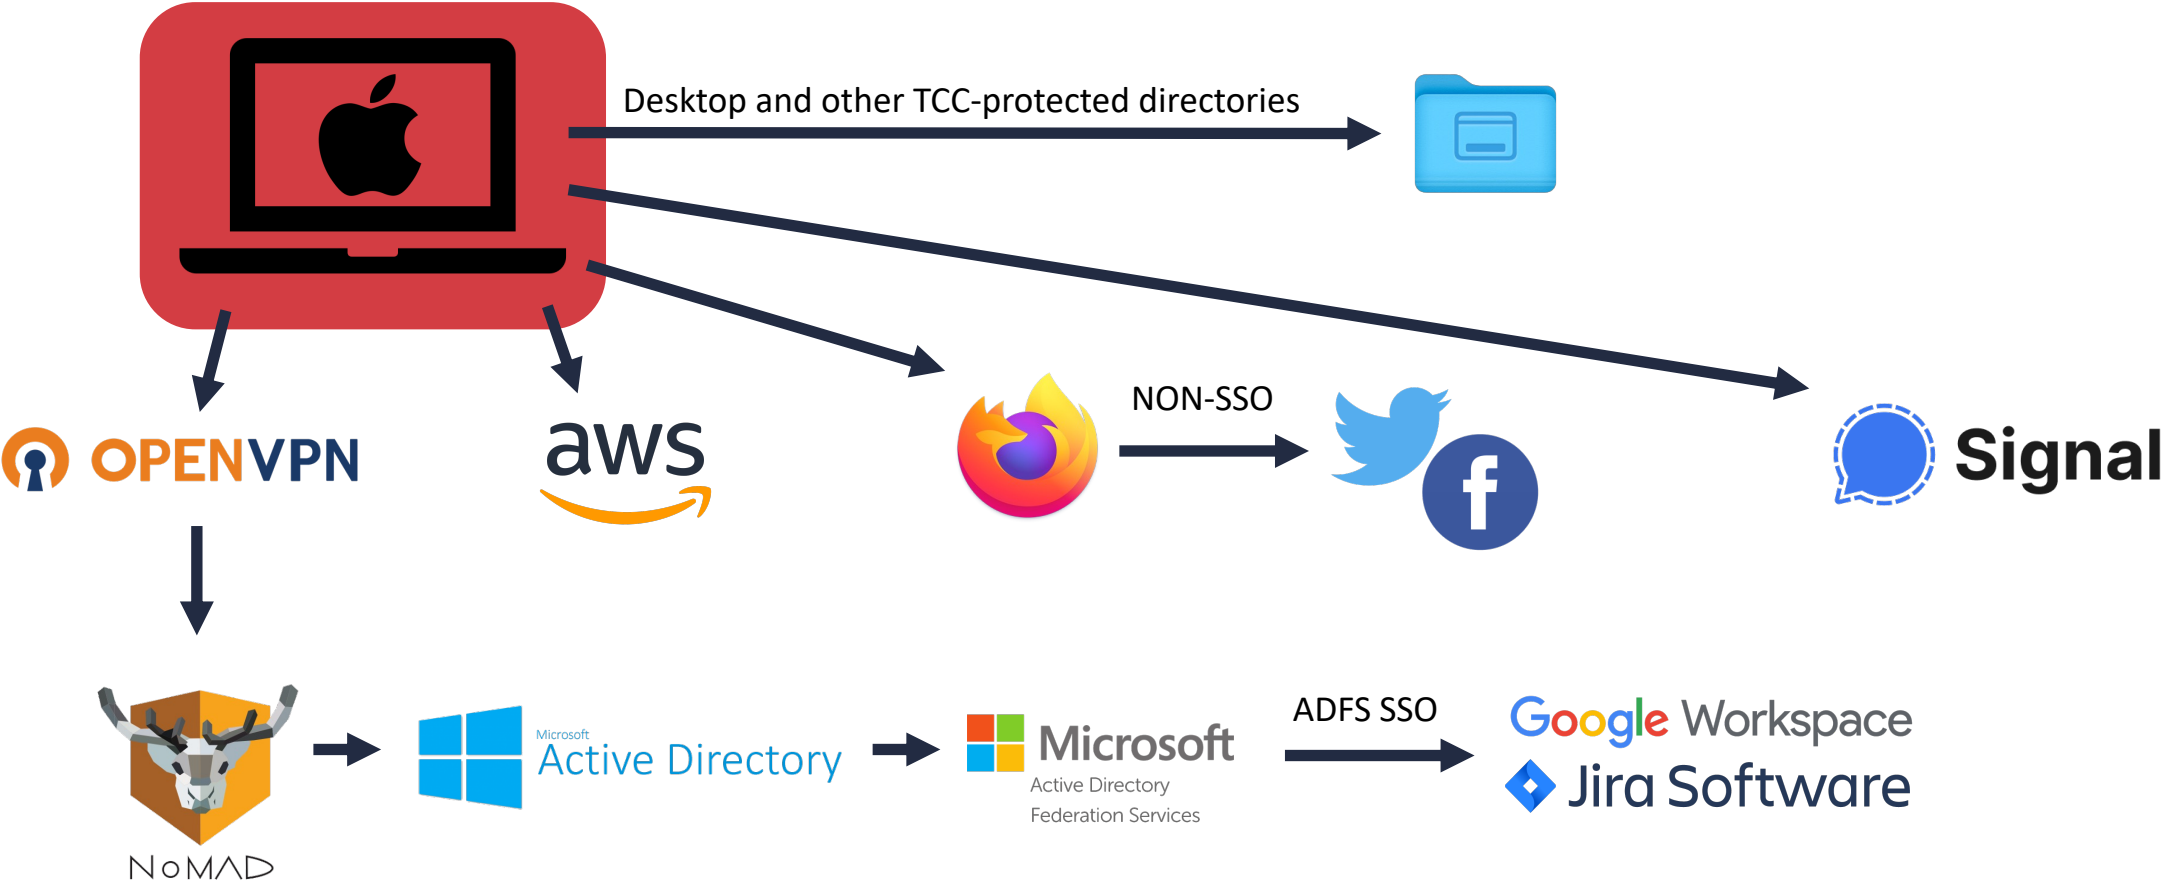 Desktop and other TCC-protected directories
NON-SSO
OPENVPN
aws
f
Signal
ADFS SSO
Microsoft
Active Directory
Microsoft
Active Directory
Federation Services
Google Workspace
Jira Software
NoMAD